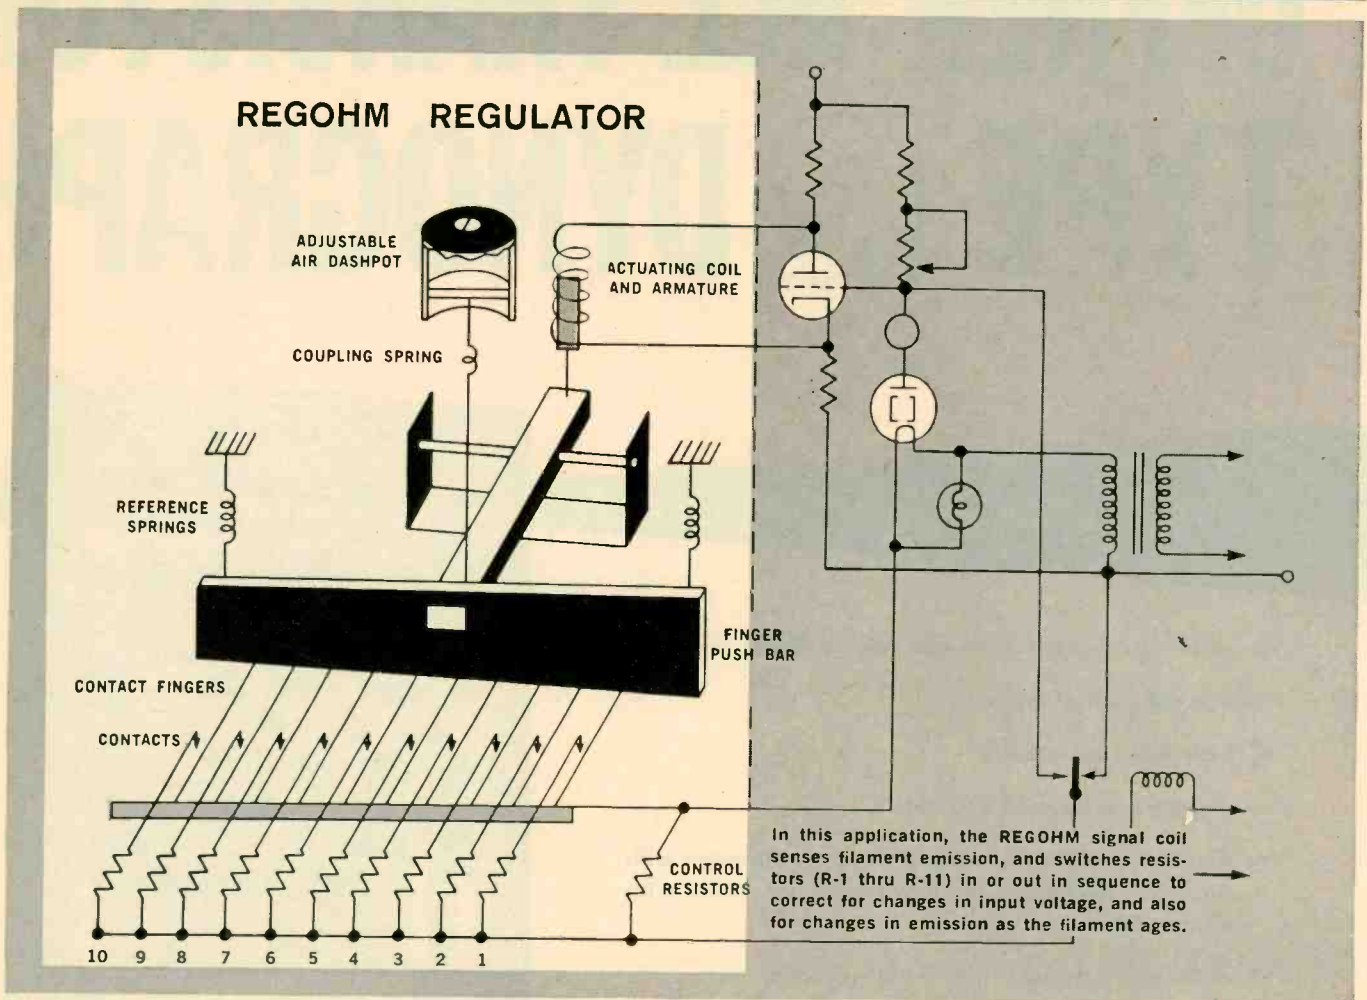 REGOHM REGULATOR
ADJUSTABLE
AIR DASHPOT
ACTUATING COIL
AND ARMATURE
COUPLING SPRING
REFERENCE
SPRINGS
FINGER
PUSH BAR
CONTACT FINGERS
CONTACTS
CONTROL
RESISTORS
In this application, the REGOHM signal coil
senses filament emission, and switches resis-
tors (R-1 thru R-11) in or out in sequence to
correct for changes in input voltage, and also
for changes in emission as the filament ages.
10 9 8 7 6 5 4 3 2 1